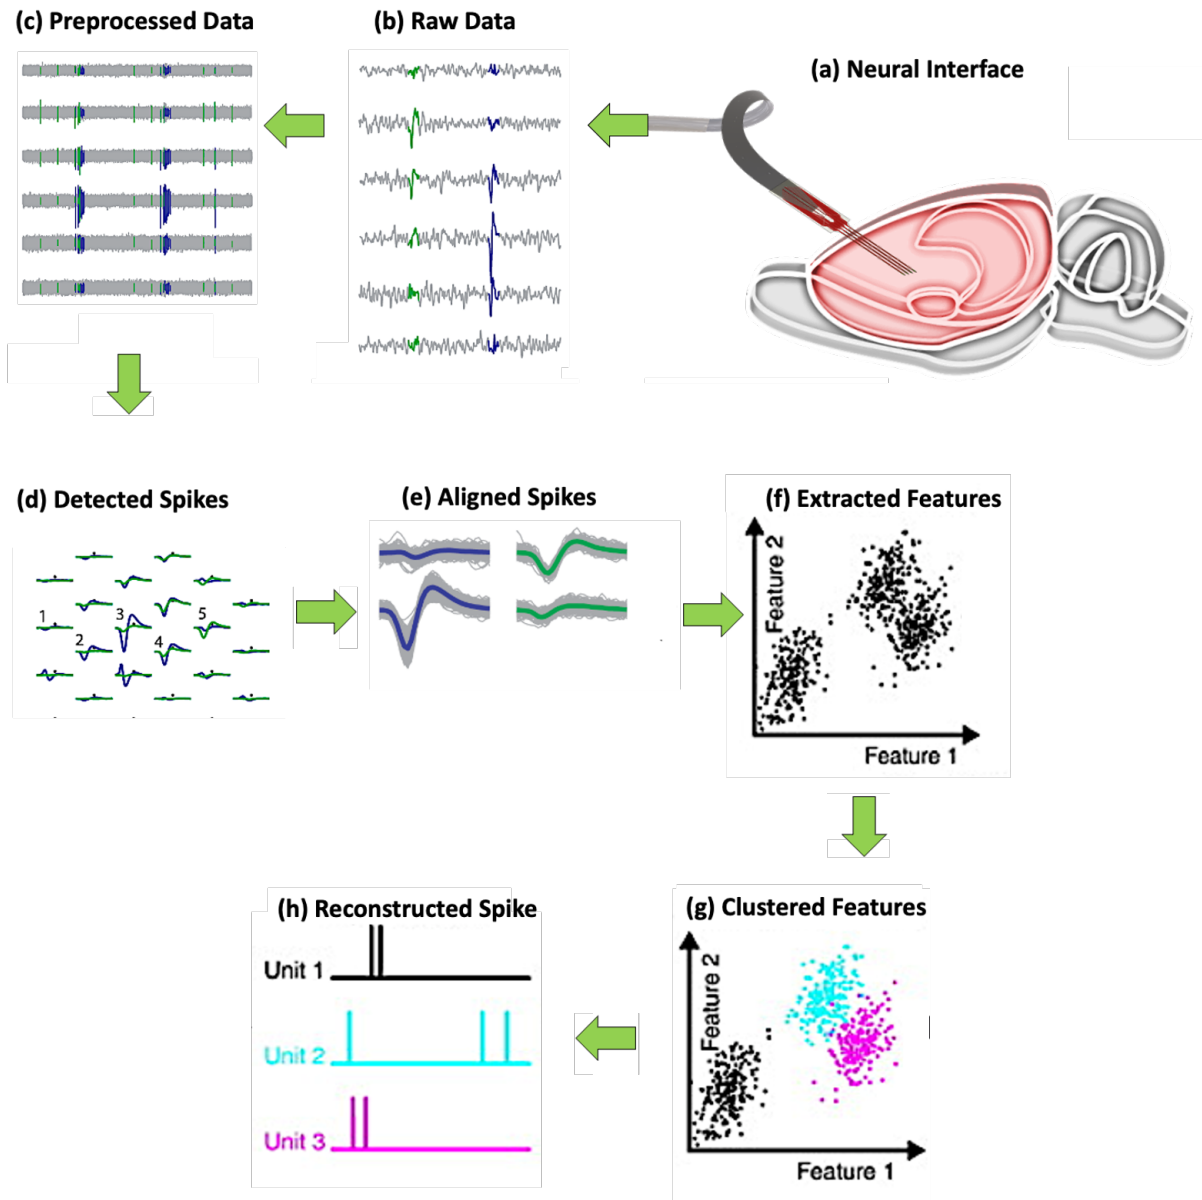 (c) Preprocessed Data
(b) Raw Data
(a) Neural Interface
(d) Detected Spikes
1
2
3
4
5
(e) Aligned Spikes
(f) Extracted Features
Feature 2
Feature 1
(g) Clustered Features
Feature 2
Feature 1
(h) Reconstructed Spike
Unit 1
Unit 2
Unit 3